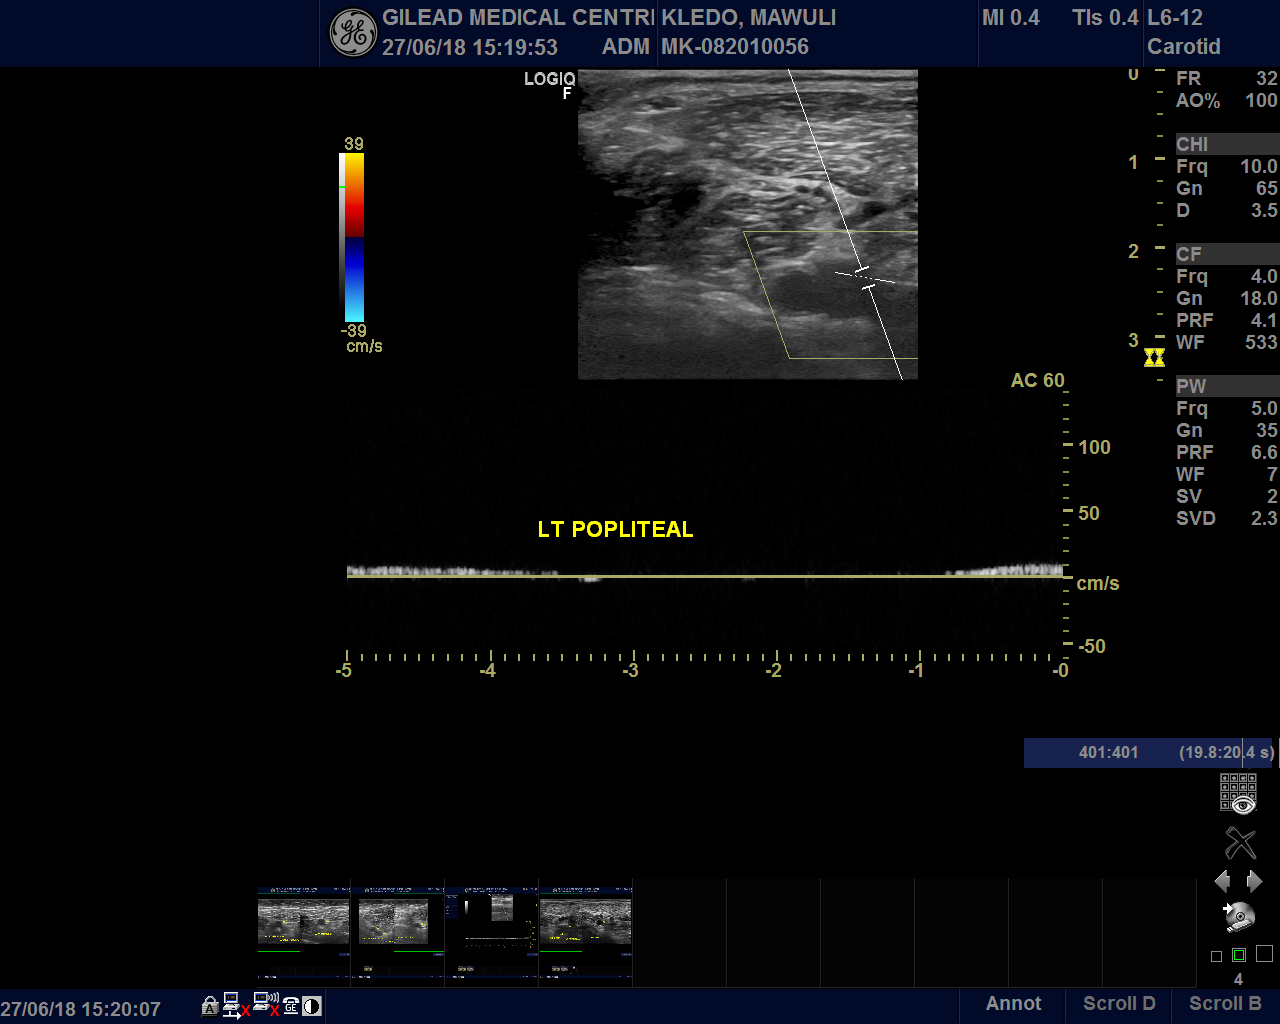 GILEAD MEDICAL CENTRI KLEDO, MAWULI MI 0.4 TIs 0.4 L6-12
27/06/18 15:19:53 ADM MK-082010056 Carotid
LOGIQ
F
39
-39
cm/s
0
1
2
3
FR 32
AO% 100
CHI
Frq 10.0
Gn 65
D 3.5
CF
Frq 4.0
Gn 18.0
PRF 4.1
WF 533
PW
Frq 5.0
Gn 35
PRF 6.6
WF 7
SV 2
SVD 2.3
AC 60
100
50
cm/s
-50
LT POPLITEAL
-5 -4 -3 -2 -1 -0
401:401 (19.8:20.4 s)
4
27/06/18 15:20:07 Annot Scroll D Scroll B